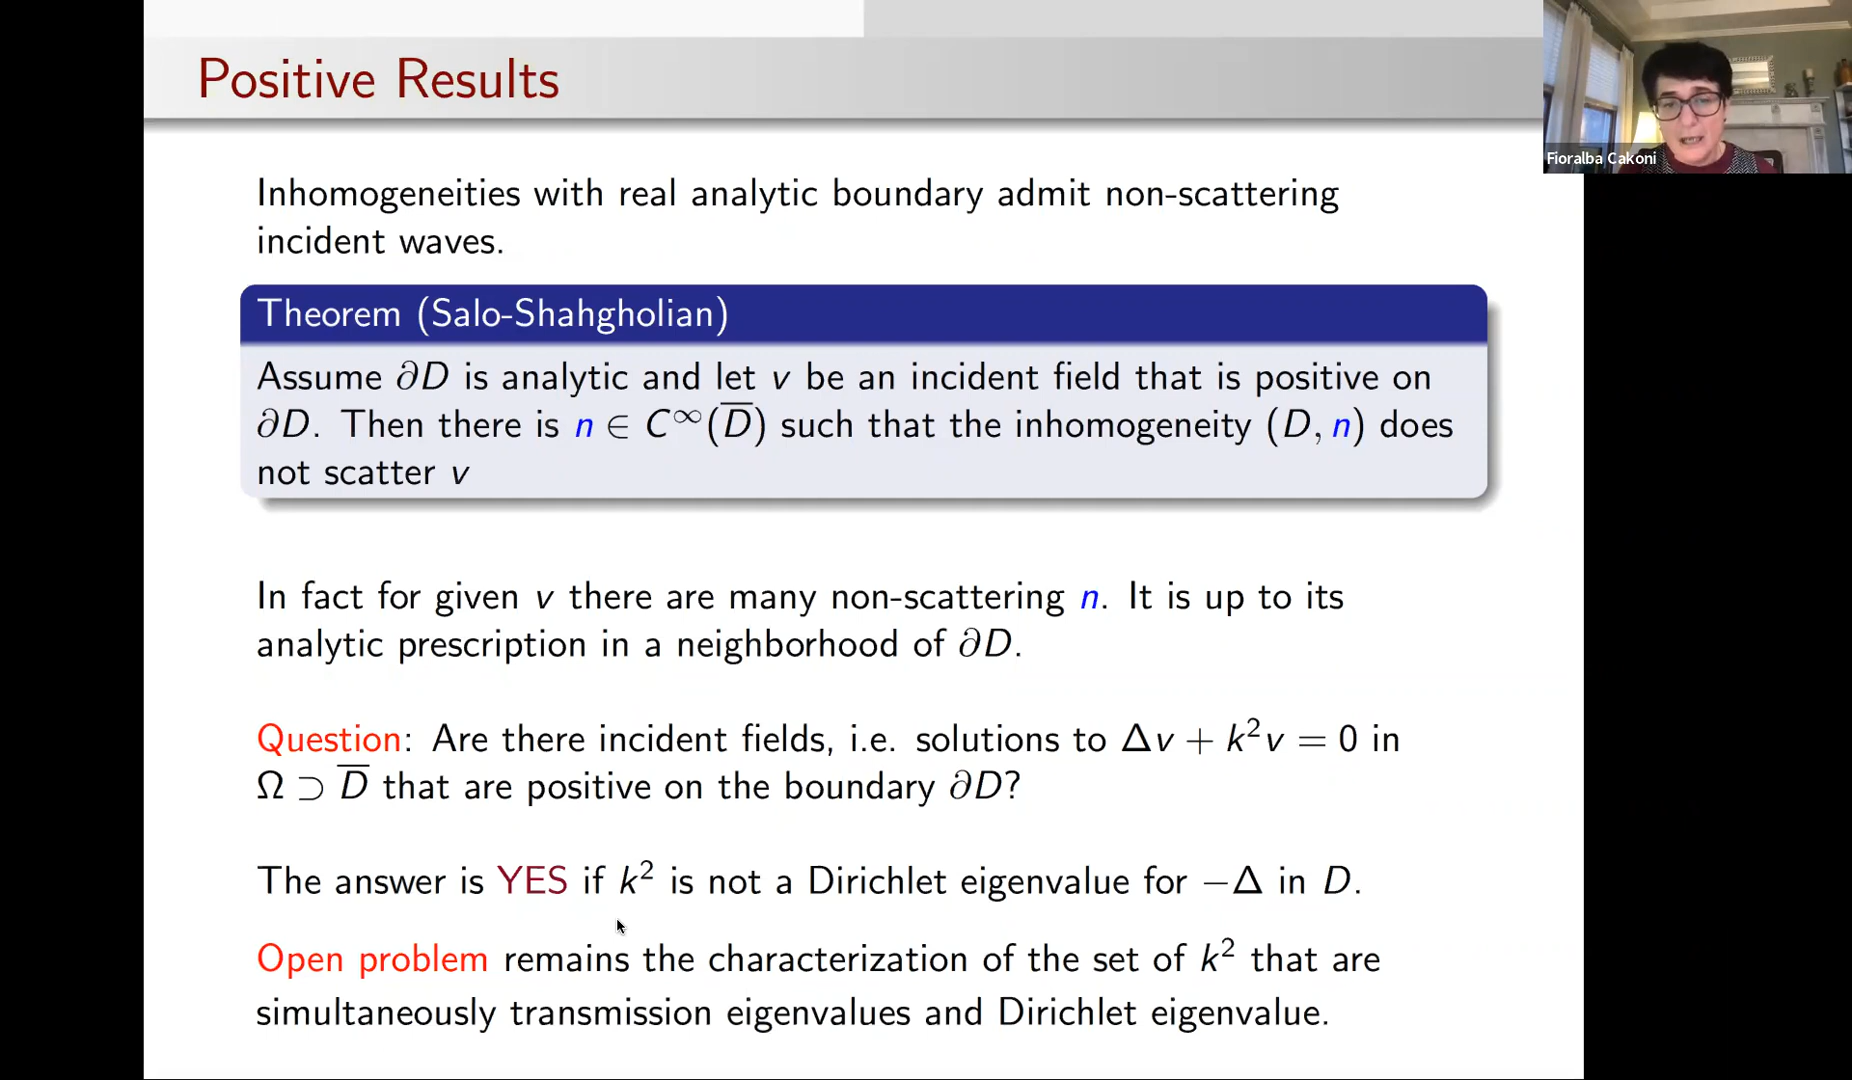 Positive Results
Fioralba Cakoni
Inhomogeneities with real analytic boundary admit non-scattering
incident waves.
Theorem (Salo-Shahgholian)
Assume ∂D is analytic and let v be an incident field that is positive on
∂D. Then there is n ∈ C^∞(D̅) such that the inhomogeneity (D, n) does
not scatter v
In fact for given v there are many non-scattering n. It is up to its
analytic prescription in a neighborhood of ∂D.
Question: Are there incident fields, i.e. solutions to Δv + k²v = 0 in
Ω ⊃ D̅ that are positive on the boundary ∂D?
The answer is YES if k² is not a Dirichlet eigenvalue for −Δ in D.
Open problem remains the characterization of the set of k² that are
simultaneously transmission eigenvalues and Dirichlet eigenvalue.